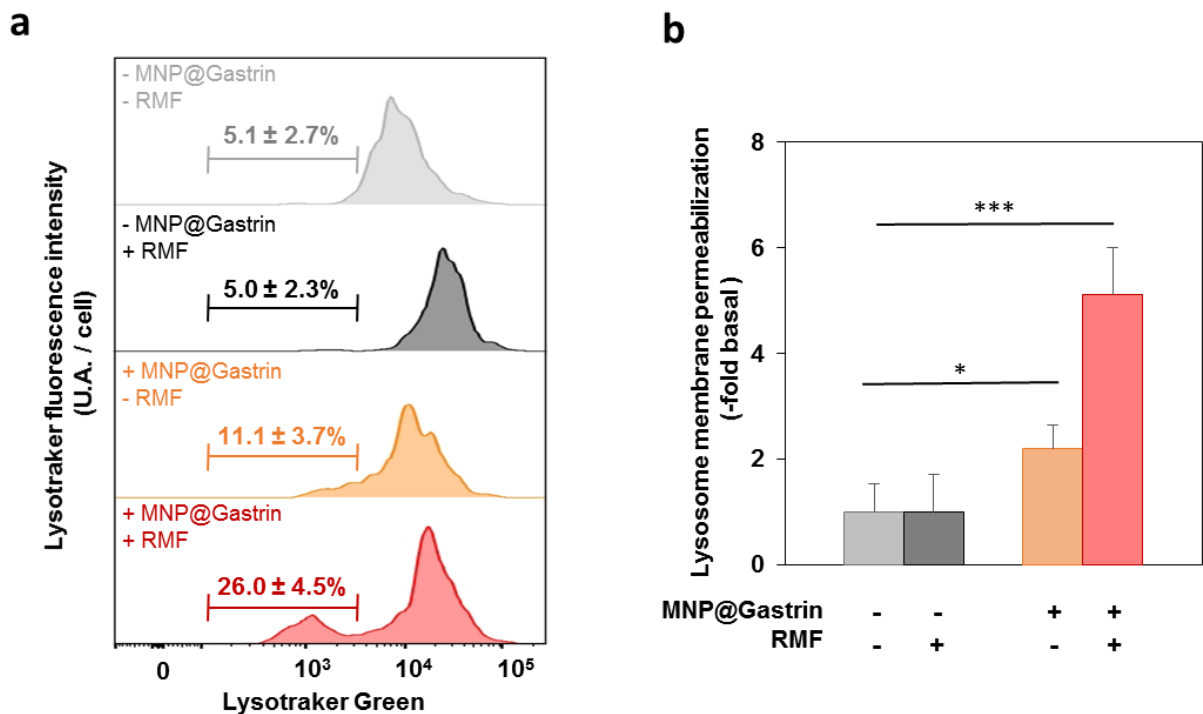 a
- MNP@Gastrin
- RMF
5.1 ± 2.7%
- MNP@Gastrin
+ RMF
5.0 ± 2.3%
+ MNP@Gastrin
- RMF
11.1 ± 3.7%
+ MNP@Gastrin
+ RMF
26.0 ± 4.5%
Lysotraker fluorescence intensity
(U.A. / cell)
0 10³ 10⁴ 10⁵
Lysotraker Green
b
Lysosome membrane permeabilization
(-fold basal )
8
6
4
2
0
***
*
MNP@Gastrin - - + +
RMF - + - +